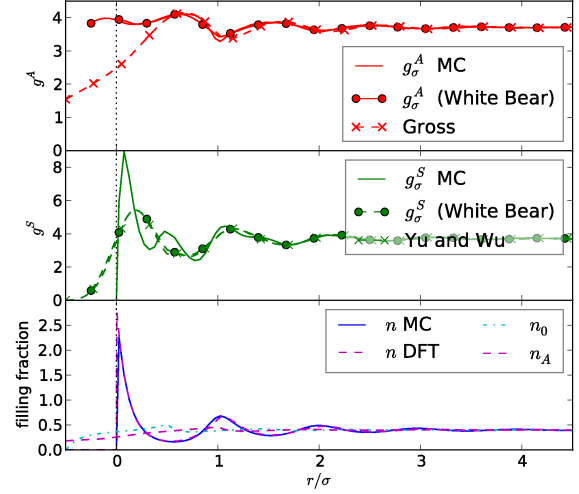 4
3
2
1
0
g^A
g_σ^A MC
g_σ^A (White Bear)
Gross
8
6
4
2
0
g^S
g_σ^S MC
g_σ^S (White Bear)
Yu and Wu
2.5
2.0
1.5
1.0
0.5
0.0
filling fraction
n MC
n DFT
n_0
n_A
0 1 2 3 4
r/σ